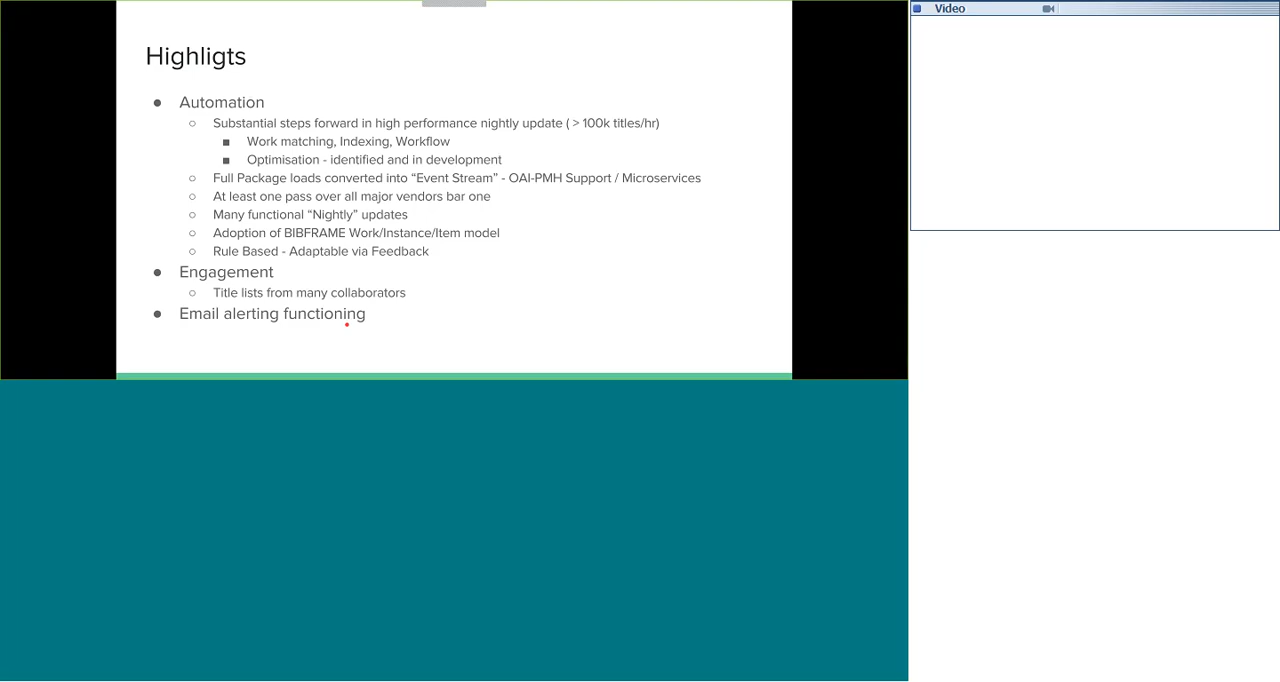 Video
Highligts
● Automation
○ Substantial steps forward in high performance nightly update ( > 100k titles/hr)
■ Work matching, Indexing, Workflow
■ Optimisation - identified and in development
○ Full Package loads converted into “Event Stream” - OAI-PMH Support / Microservices
○ At least one pass over all major vendors bar one
○ Many functional “Nightly” updates
○ Adoption of BIBFRAME Work/Instance/Item model
○ Rule Based - Adaptable via Feedback
● Engagement
○ Title lists from many collaborators
● Email alerting functioning